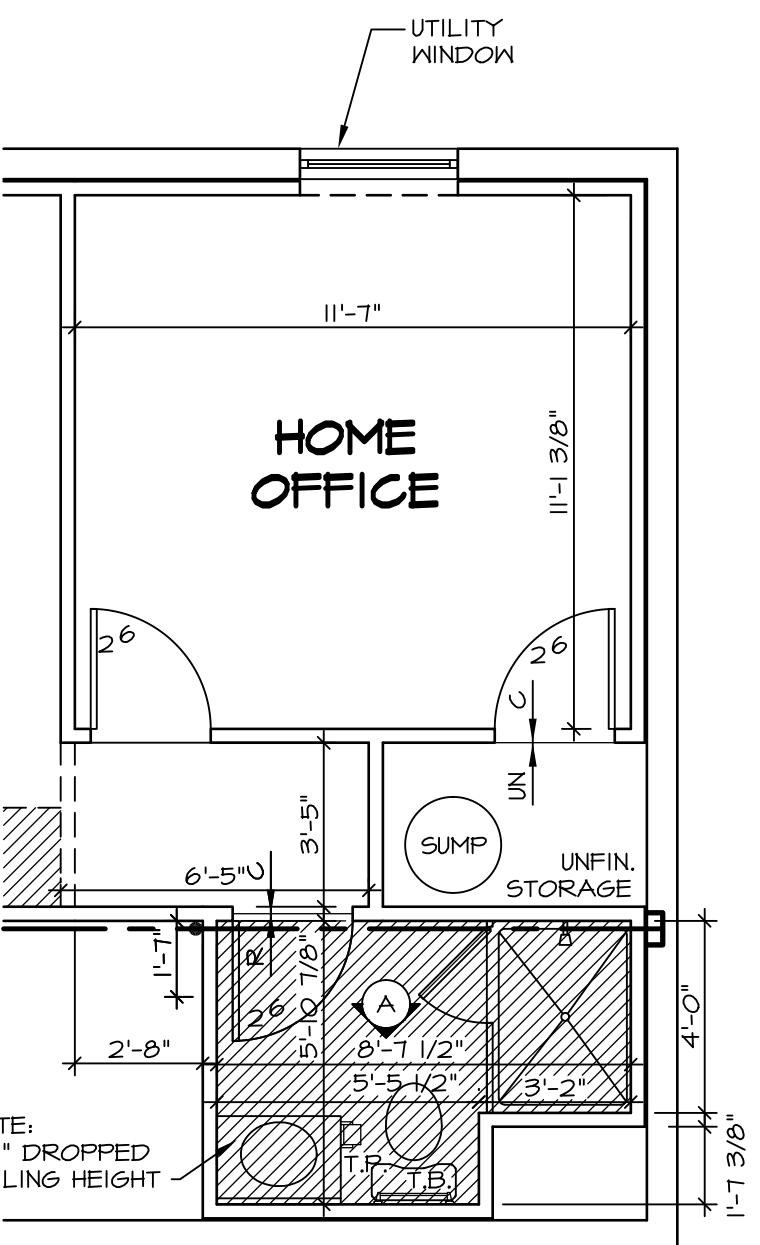 UTILITY
WINDOW
11'-7"
HOME
OFFICE
11'-1 3/8"
26
26
C
UN
3'-5"
SUMP
6'-5"
C
UNFIN.
STORAGE
1'-7"
R
5'-10 7/8"
26
A
4'-0"
2'-8"
8'-7 1/2"
5'-5 1/2"
3'-2"
TE:
" DROPPED
LING HEIGHT
T.P.
T.B.
1'-7 3/8"